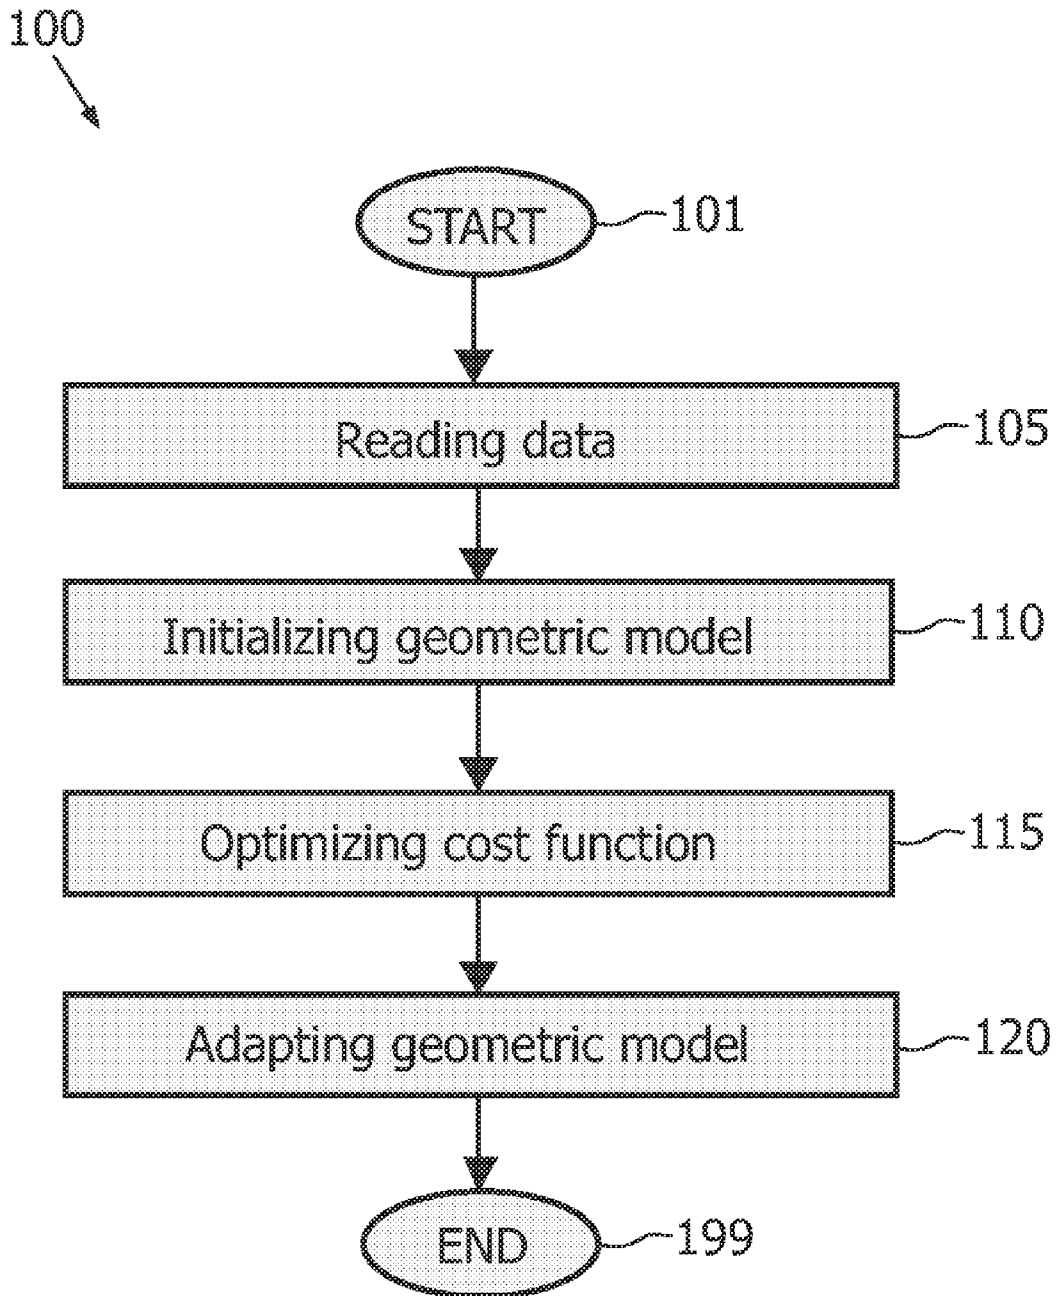 100
START
101
Reading data
105
Initializing geometric model
110
Optimizing cost function
115
Adapting geometric model
120
END
199